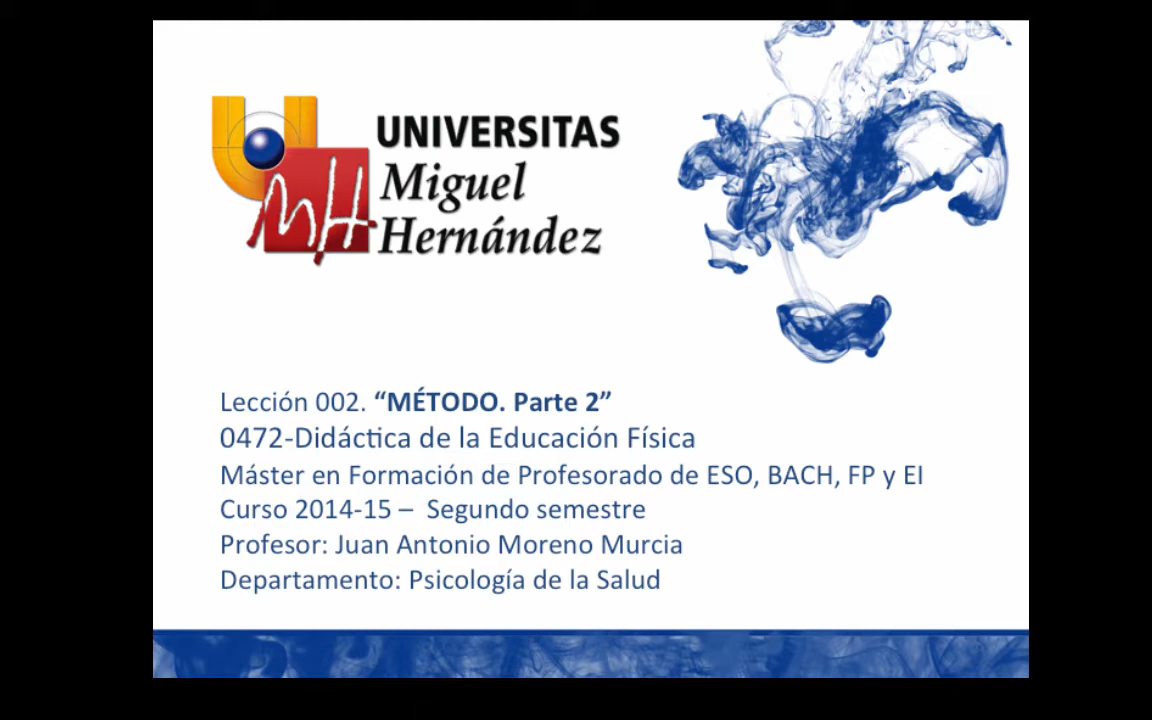 UNIVERSITAS
Miguel
Hernández
MH
Lección 002. “MÉTODO. Parte 2”
0472-Didáctica de la Educación Física
Máster en Formación de Profesorado de ESO, BACH, FP y EI
Curso 2014-15 – Segundo semestre
Profesor: Juan Antonio Moreno Murcia
Departamento: Psicología de la Salud